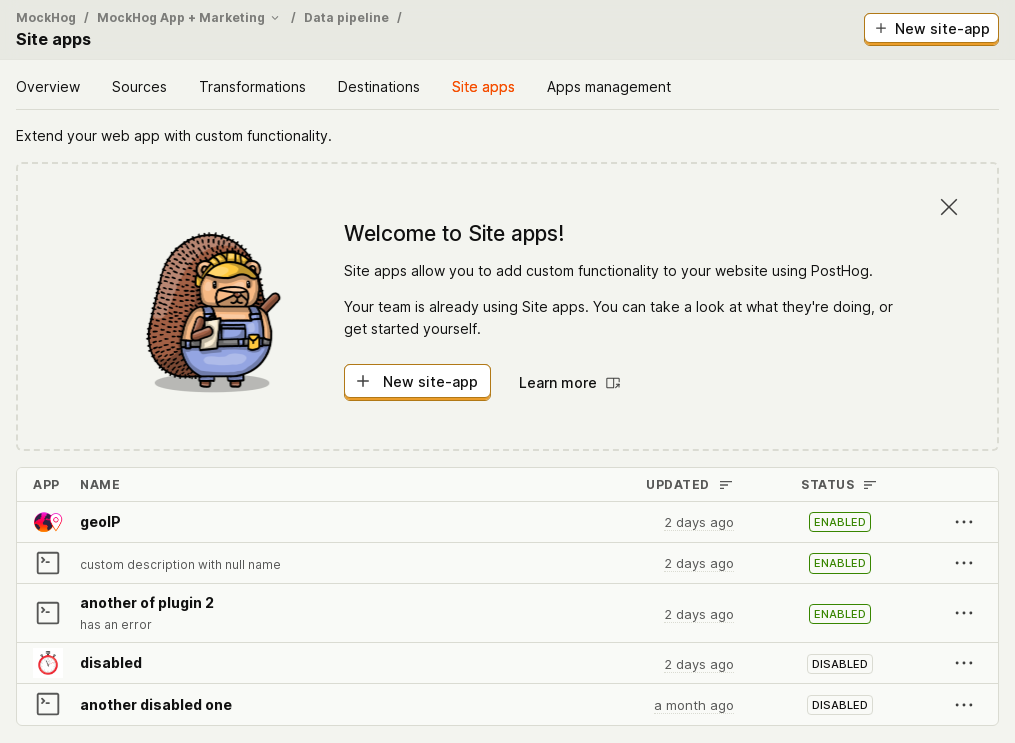 MockHog / MockHog App + Marketing / Data pipeline /
Site apps
New site-app
Overview Sources Transformations Destinations Site apps Apps management
Extend your web app with custom functionality.
Welcome to Site apps!
Site apps allow you to add custom functionality to your website using PostHog.
Your team is already using Site apps. You can take a look at what they're doing, or
get started yourself.
New site-app Learn more
APP NAME UPDATED STATUS
geoIP 2 days ago ENABLED
custom description with null name 2 days ago ENABLED
another of plugin 2 2 days ago ENABLED
has an error
disabled 2 days ago DISABLED
another disabled one a month ago DISABLED